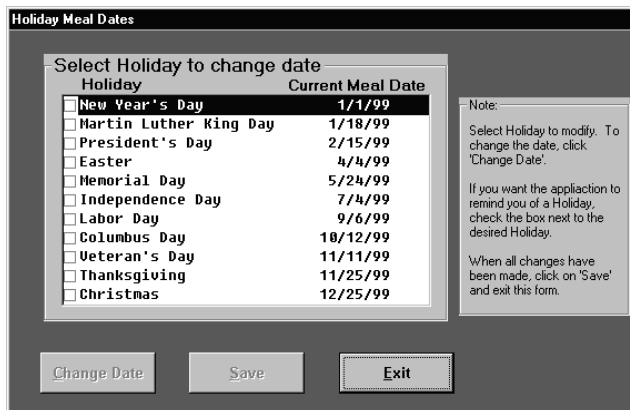 Holiday Meal Dates
Select Holiday to change date
Holiday Current Meal Date
New Year's Day 1/1/99
Martin Luther King Day 1/18/99
President's Day 2/15/99
Easter 4/4/99
Memorial Day 5/24/99
Independence Day 7/4/99
Labor Day 9/6/99
Columbus Day 10/12/99
Veteran's Day 11/11/99
Thanksgiving 11/25/99
Christmas 12/25/99
Note:
Select Holiday to modify. To
change the date, click
'Change Date'.
If you want the appliaction to
remind you of a Holiday,
check the box next to the
desired Holiday.
When all changes have
been made, click on 'Save'
and exit this form.
Change Date Save Exit